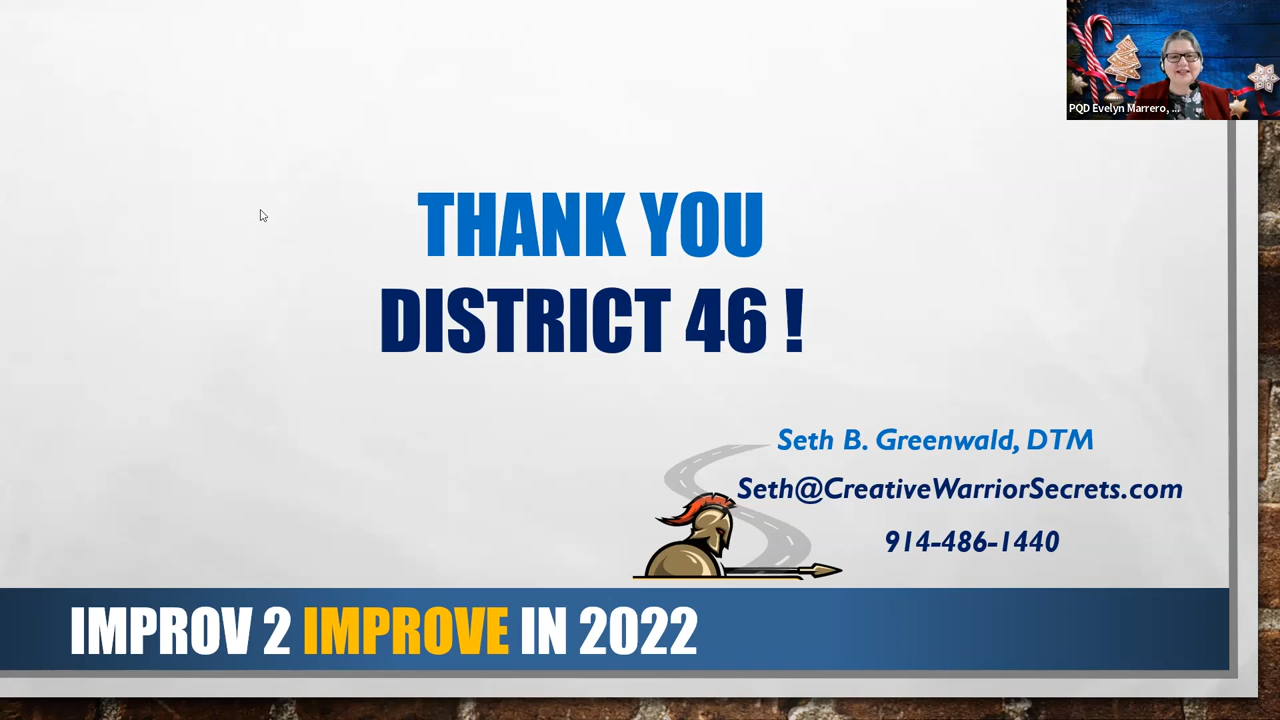 PQD Evelyn Marrero, ...
THANK YOU
DISTRICT 46 !
Seth B. Greenwald, DTM
Seth@CreativeWarriorSecrets.com
914-486-1440
IMPROV 2 IMPROVE IN 2022